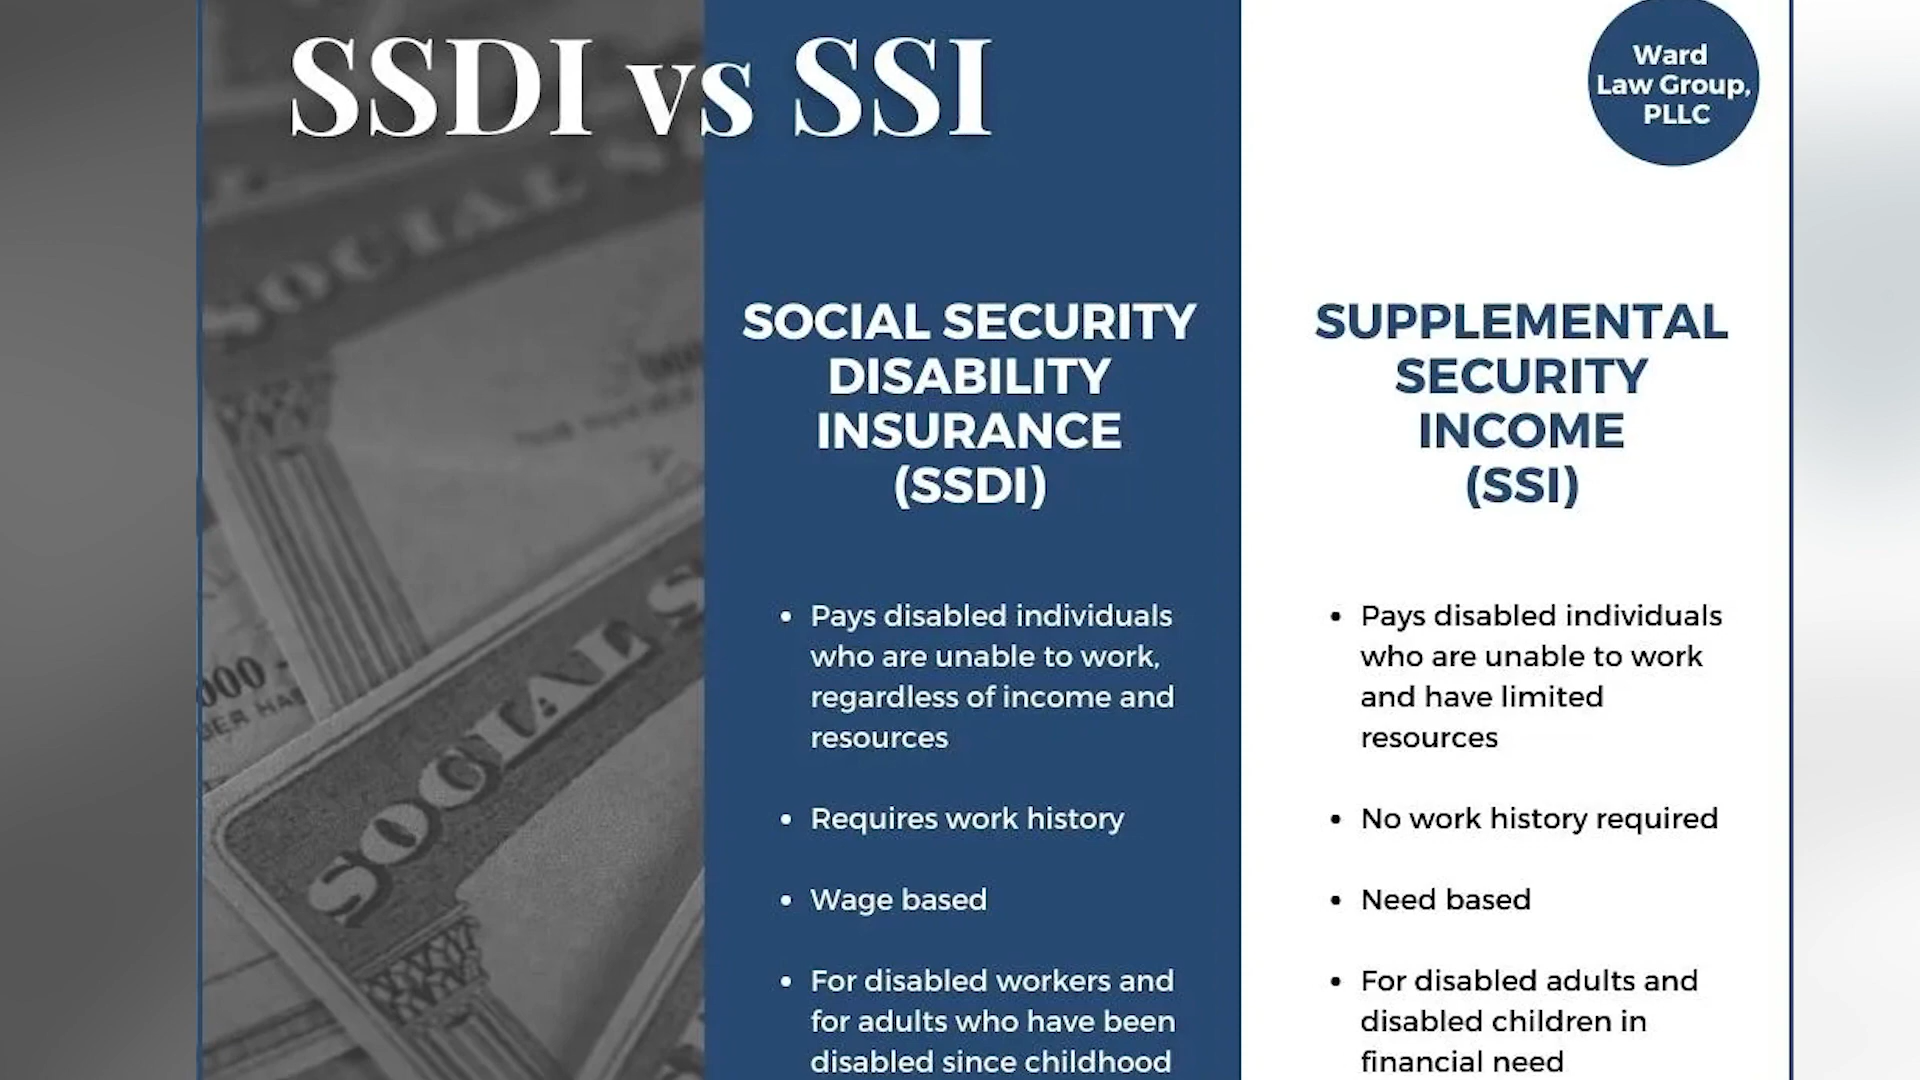 SSDI vs SSI
Ward
Law Group,
PLLC
SOCIAL SECURITY
DISABILITY
INSURANCE
(SSDI)
• Pays disabled individuals
who are unable to work,
regardless of income and
resources
• Requires work history
• Wage based
• For disabled workers and
for adults who have been
disabled since childhood
SUPPLEMENTAL
SECURITY
INCOME
(SSI)
• Pays disabled individuals
who are unable to work
and have limited
resources
• No work history required
• Need based
• For disabled adults and
disabled children in
financial need
SOCIAL S
SOCIAL S
000 -